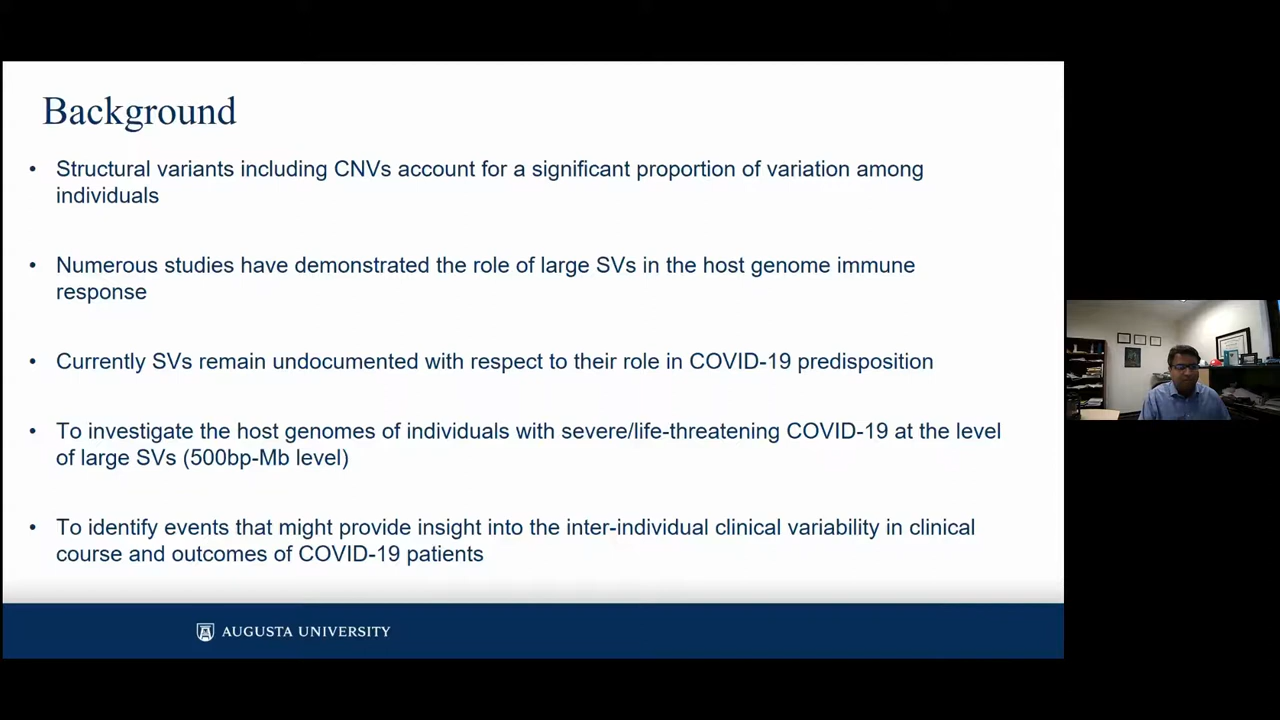 Background
• Structural variants including CNVs account for a significant proportion of variation among
individuals
• Numerous studies have demonstrated the role of large SVs in the host genome immune
response
• Currently SVs remain undocumented with respect to their role in COVID-19 predisposition
• To investigate the host genomes of individuals with severe/life-threatening COVID-19 at the level
of large SVs (500bp-Mb level)
• To identify events that might provide insight into the inter-individual clinical variability in clinical
course and outcomes of COVID-19 patients
AUGUSTA UNIVERSITY